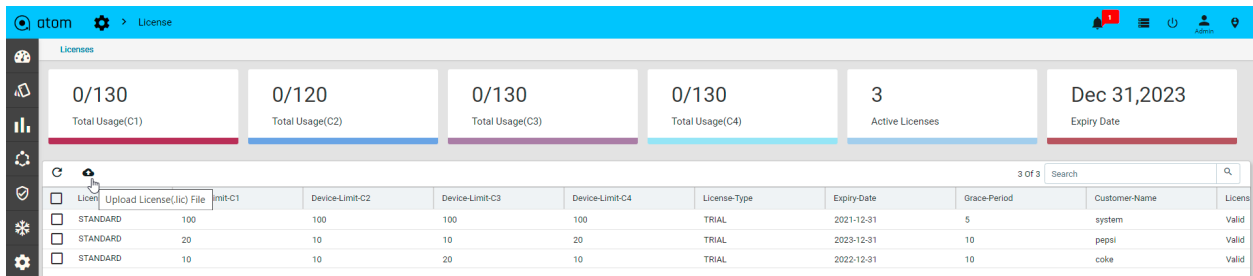 atom > License 1 Admin
Licenses
0/130 0/120 0/130 0/130 3 Dec 31,2023
Total Usage(C1) Total Usage(C2) Total Usage(C3) Total Usage(C4) Active Licenses Expiry Date
3 Of 3 Search
Upload License(.lic) File
Licen imit-C1 Device-Limit-C2 Device-Limit-C3 Device-Limit-C4 License-Type Expiry-Date Grace-Period Customer-Name Licens
STANDARD 100 100 100 100 TRIAL 2021-12-31 5 system Valid
STANDARD 20 10 10 20 TRIAL 2023-12-31 10 pepsi Valid
STANDARD 10 10 20 10 TRIAL 2022-12-31 10 coke Valid